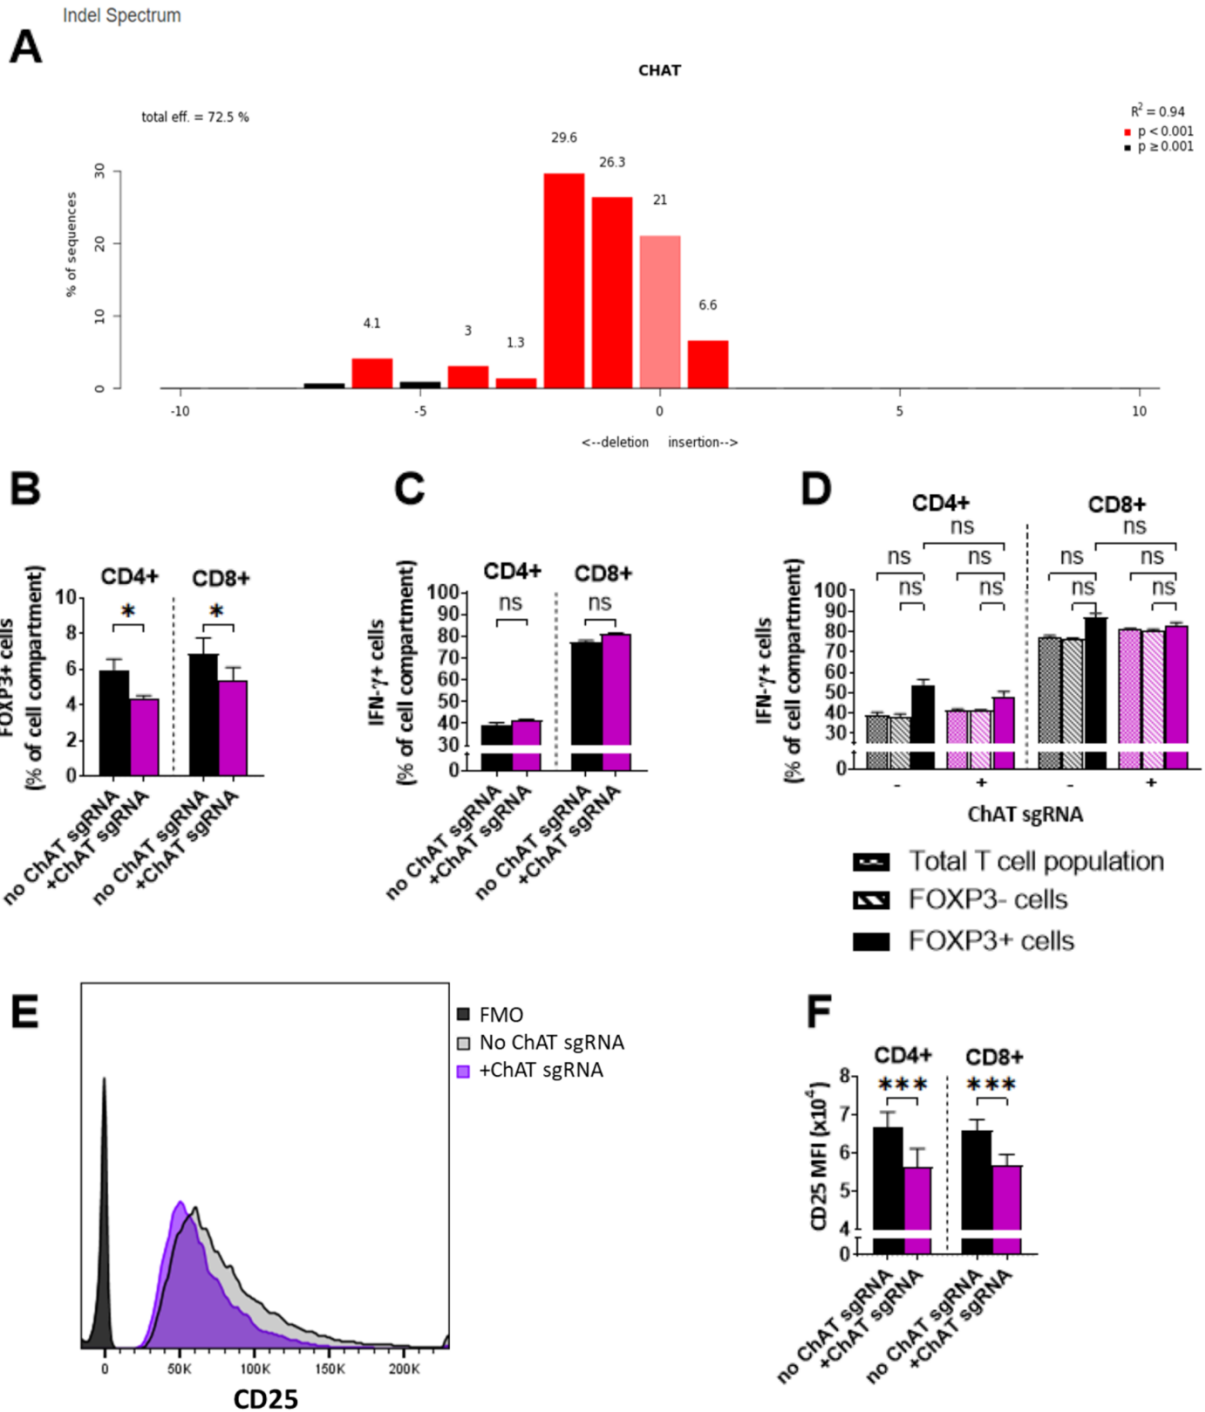 Indel Spectrum
A
CHAT
total eff. = 72.5 %
R2 = 0.94
p < 0.001
p ≥ 0.001
29.6
26.3
21
6.6
4.1
3
1.3
% of sequences
30
20
10
0
-10
-5
0
5
10
<--deletion insertion-->
B
CD4+
CD8+
*
*
FOXP3+ cells
(% of cell compartment)
10
8
6
4
2
0
no ChAT sgRNA
+ChAT sgRNA
no ChAT sgRNA
+ChAT sgRNA
C
CD4+
CD8+
ns
ns
IFN-γ+ cells
(% of cell compartment)
100
90
80
70
60
50
40
30
0
no ChAT sgRNA
+ChAT sgRNA
no ChAT sgRNA
+ChAT sgRNA
D
CD4+
CD8+
ns
ns
ns
ns
ns
ns
ns
ns
ns
ns
IFN-γ+ cells
(% of cell compartment)
100
90
80
70
60
50
40
30
0
-
+
-
+
ChAT sgRNA
Total T cell population
FOXP3- cells
FOXP3+ cells
E
FMO
No ChAT sgRNA
+ChAT sgRNA
0
50K
100K
150K
200K
CD25
F
CD4+
CD8+
***
***
CD25 MFI (x10^4)
8
7
6
5
4
0
no ChAT sgRNA
+ChAT sgRNA
no ChAT sgRNA
+ChAT sgRNA